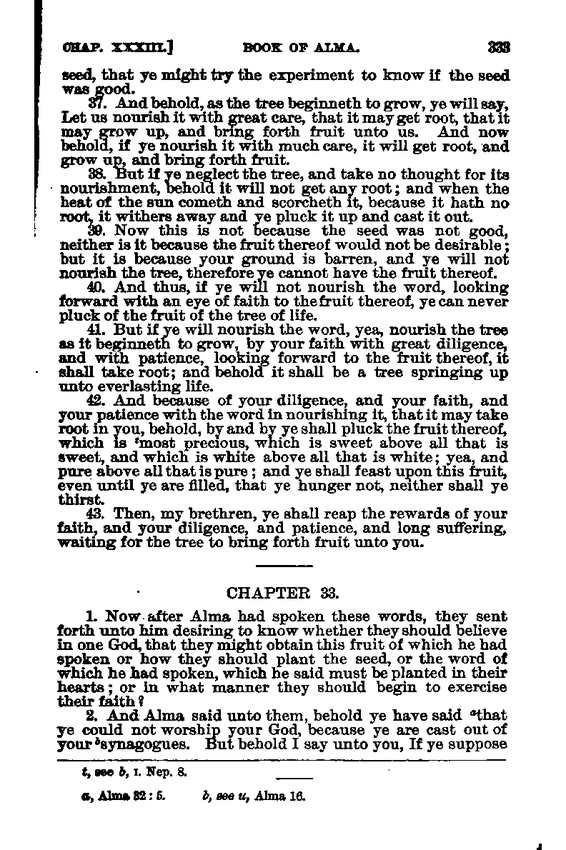 CHAP. XXXIII.] BOOK OF ALMA. 333
seed, that ye might try the experiment to know if the seed
was good.
37. And behold, as the tree beginneth to grow, ye will say,
Let us nourish it with great care, that it may get root, that it
may grow up, and bring forth fruit unto us. And now
behold, if ye nourish it with much care, it will get root, and
grow up, and bring forth fruit.
38. But if ye neglect the tree, and take no thought for its
nourishment, behold it will not get any root; and when the
heat of the sun cometh and scorcheth it, because it hath no
root, it withers away and ye pluck it up and cast it out.
39. Now this is not because the seed was not good,
neither is it because the fruit thereof would not be desirable;
but it is because your ground is barren, and ye will not
nourish the tree, therefore ye cannot have the fruit thereof.
40. And thus, if ye will not nourish the word, looking
forward with an eye of faith to the fruit thereof, ye can never
pluck of the fruit of the tree of life.
41. But if ye will nourish the word, yea, nourish the tree
as it beginneth to grow, by your faith with great diligence,
and with patience, looking forward to the fruit thereof, it
shall take root; and behold it shall be a tree springing up
unto everlasting life.
42. And because of your diligence, and your faith, and
your patience with the word in nourishing it, that it may take
root in you, behold, by and by ye shall pluck the fruit thereof,
which is ᵗmost precious, which is sweet above all that is
sweet, and which is white above all that is white; yea, and
pure above all that is pure; and ye shall feast upon this fruit,
even until ye are filled, that ye hunger not, neither shall ye
thirst.
43. Then, my brethren, ye shall reap the rewards of your
faith, and your diligence, and patience, and long suffering,
waiting for the tree to bring forth fruit unto you.
CHAPTER 33.
1. Now after Alma had spoken these words, they sent
forth unto him desiring to know whether they should believe
in one God, that they might obtain this fruit of which he had
spoken or how they should plant the seed, or the word of
which he had spoken, which he said must be planted in their
hearts; or in what manner they should begin to exercise
their faith?
2. And Alma said unto them, behold ye have said ᵃthat
ye could not worship your God, because ye are cast out of
your ᵇsynagogues. But behold I say unto you, If ye suppose
t, see b, I. Nep. 8.
a, Alma 32 : 5. b, see u, Alma 16.